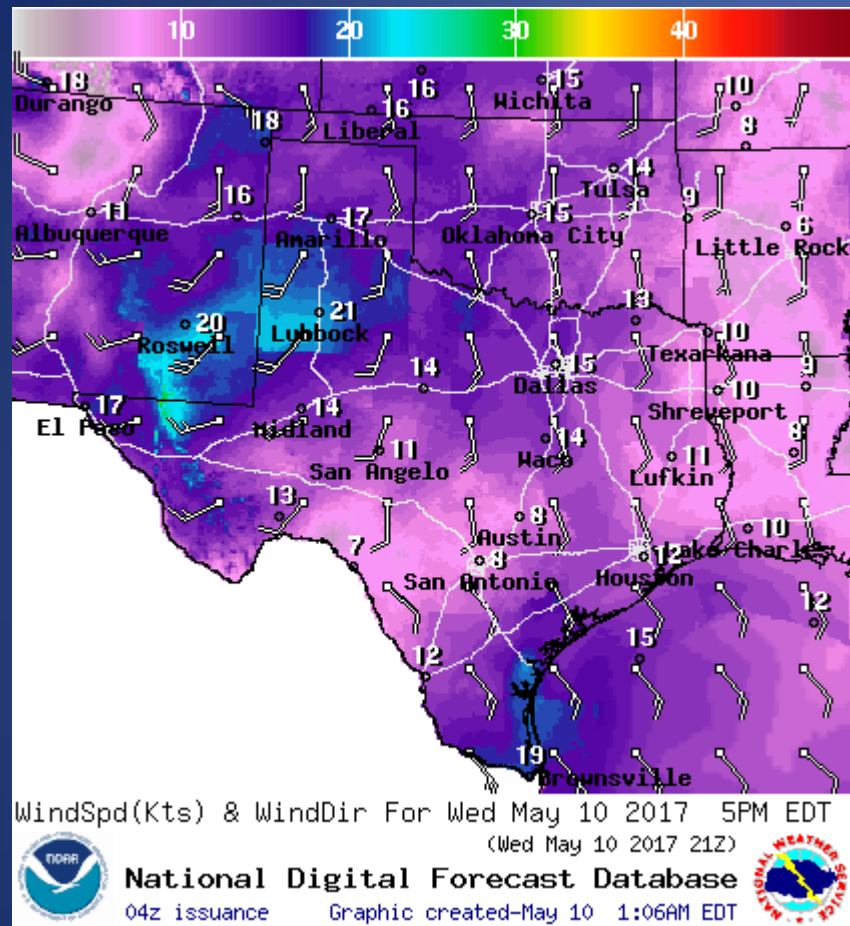 10 20 30 40
18 16 15 10
Durango Wichita
16
Liberal
18 8
14
Tulsa
11 16 17 15 9 6
Albuquerque Amarillo Oklahoma City Little Rock
20 21 13
Roswell Lubbock 10
Texarkana
14 15 9
Dallas
10
Shreveport
17 14
El Paso Midland
11 14 11 8
San Angelo Waco Lufkin
13 8 10
Austin
7 8 12 Lake Charles
San Antonio Houston
12
15
12
19
Brownsville
WindSpd(Kts) & WindDir For Wed May 10 2017 5PM EDT
(Wed May 10 2017 21Z)
NOAA
National Digital Forecast Database
04z issuance Graphic created-May 10 1:06AM EDT
NATIONAL WEATHER SERVICE